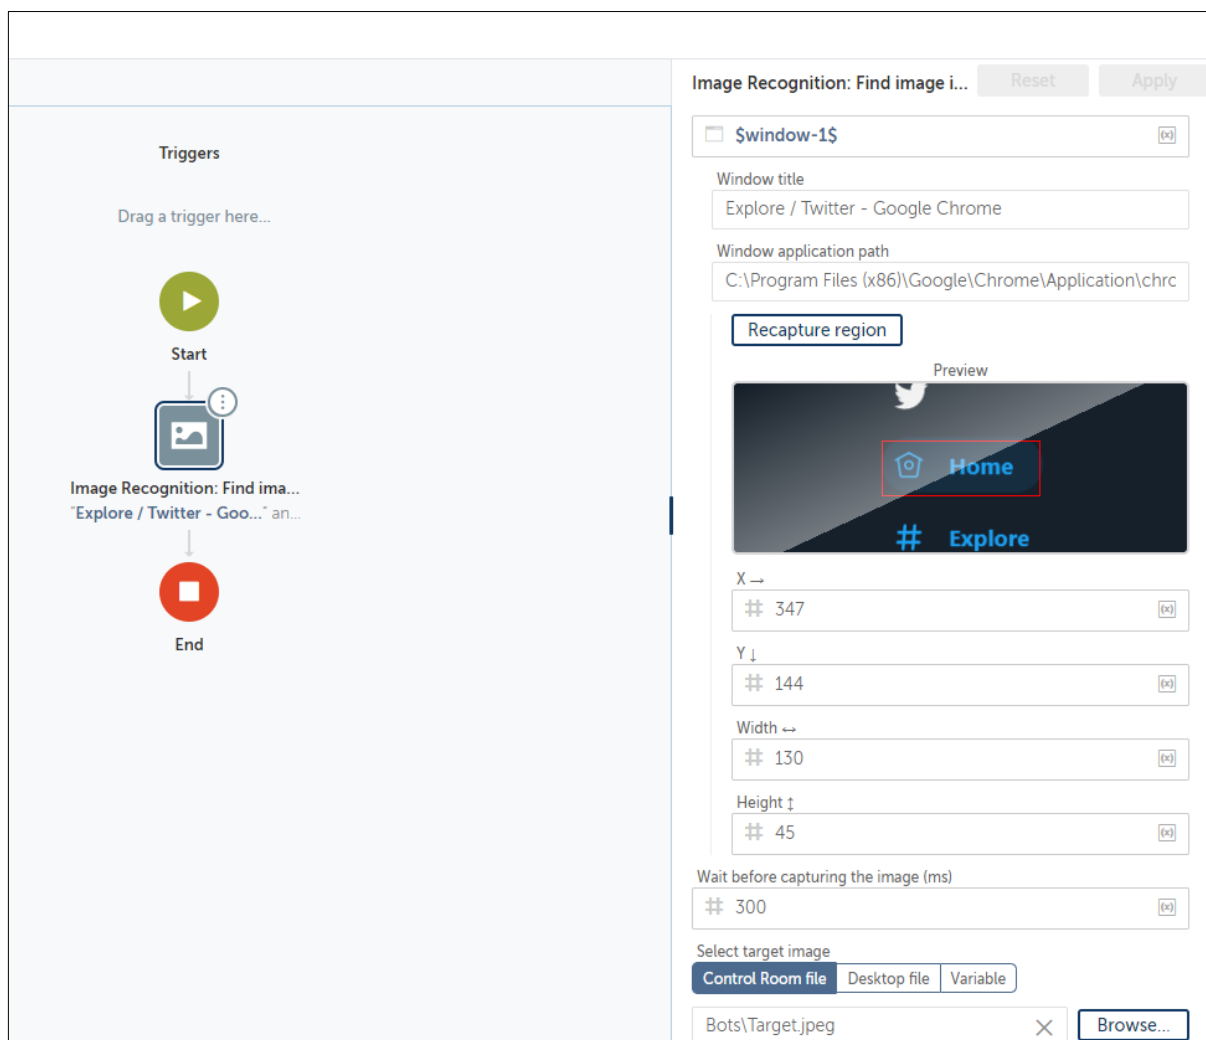 Image Recognition: Find image i...
Reset
Apply
$window-1$
(x)
Triggers
Window title
Explore / Twitter - Google Chrome
Drag a trigger here...
Window application path
C:\Program Files (x86)\Google\Chrome\Application\chrc
Recapture region
Start
Preview
Home
Image Recognition: Find ima...
"Explore / Twitter - Goo..." an...
# Explore
X →
# 347
(x)
End
Y ↓
# 144
(x)
Width ↔
# 130
(x)
Height ↕
# 45
(x)
Wait before capturing the image (ms)
# 300
(x)
Select target image
Control Room file
Desktop file
Variable
Bots\Target.jpeg
Browse...